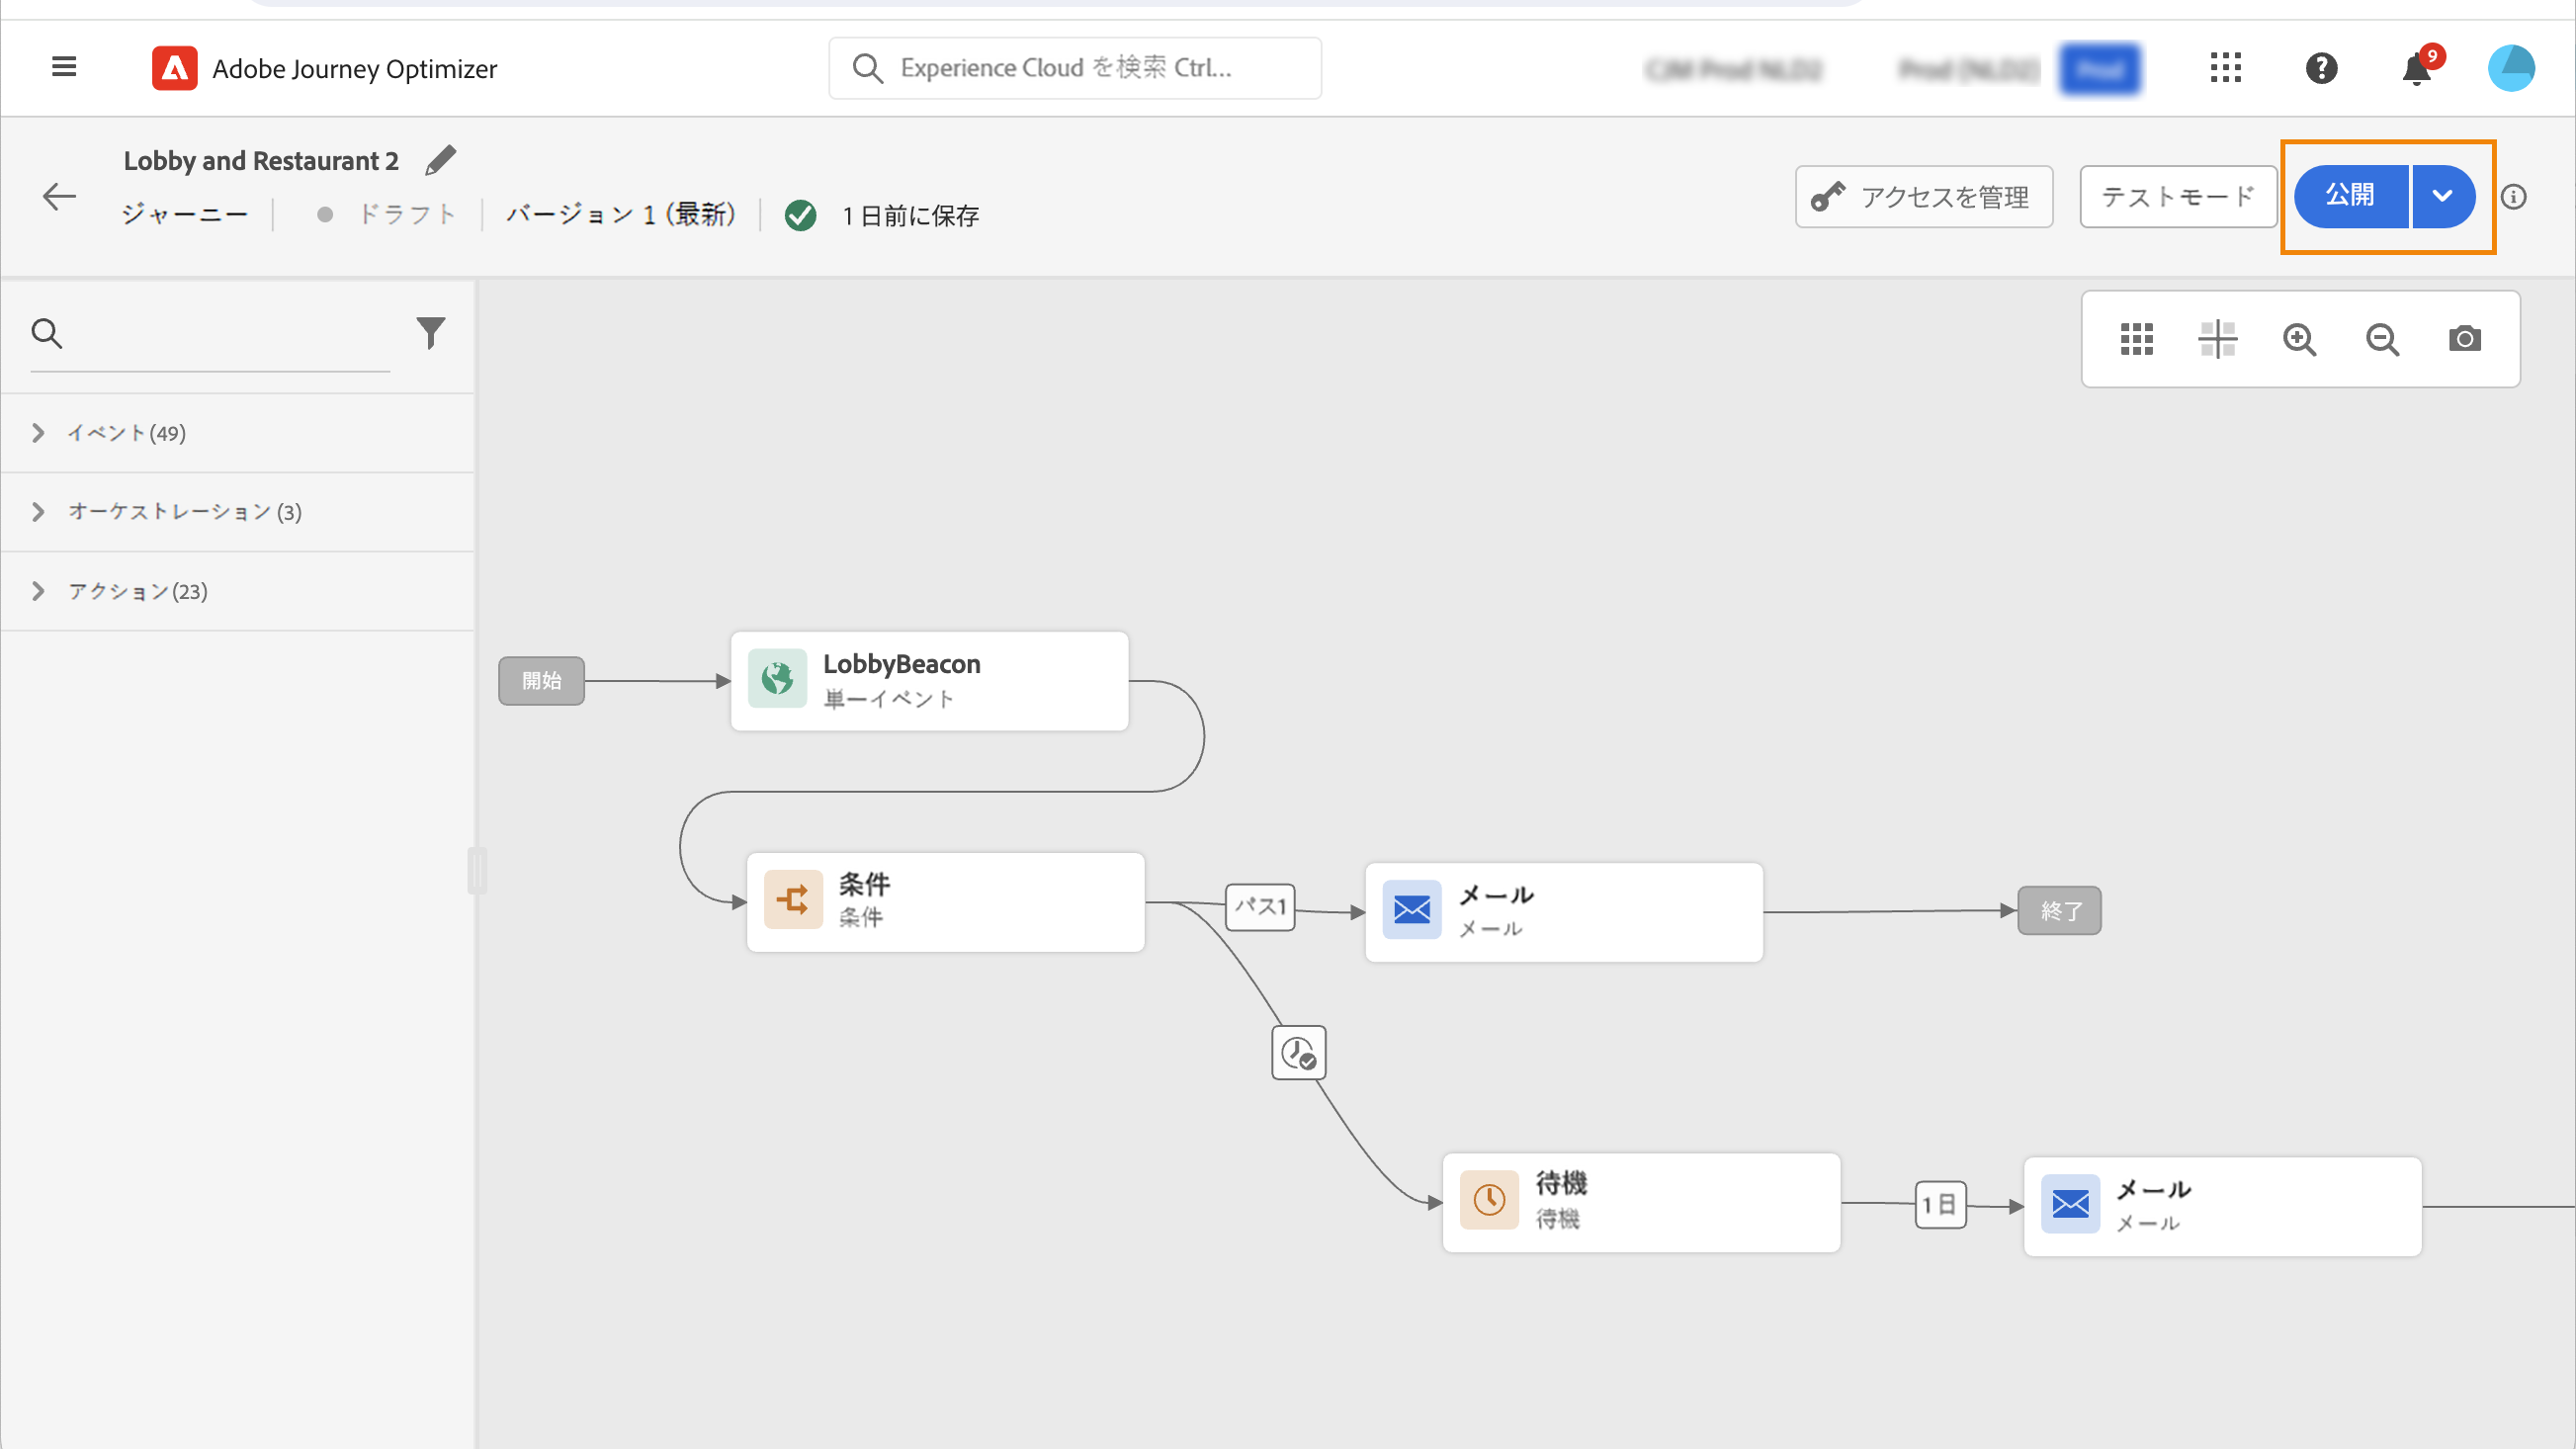 Adobe Journey Optimizer
Experience Cloud を検索 Ctrl...
9
Lobby and Restaurant 2
ジャーニー
ドラフト
バージョン 1 (最新)
1 日前に保存
アクセスを管理
テストモード
公開
イベント(49)
オーケストレーション (3)
アクション(23)
開始
LobbyBeacon
単一イベント
条件
条件
パス1
メール
メール
終了
待機
待機
1 日
メール
メール